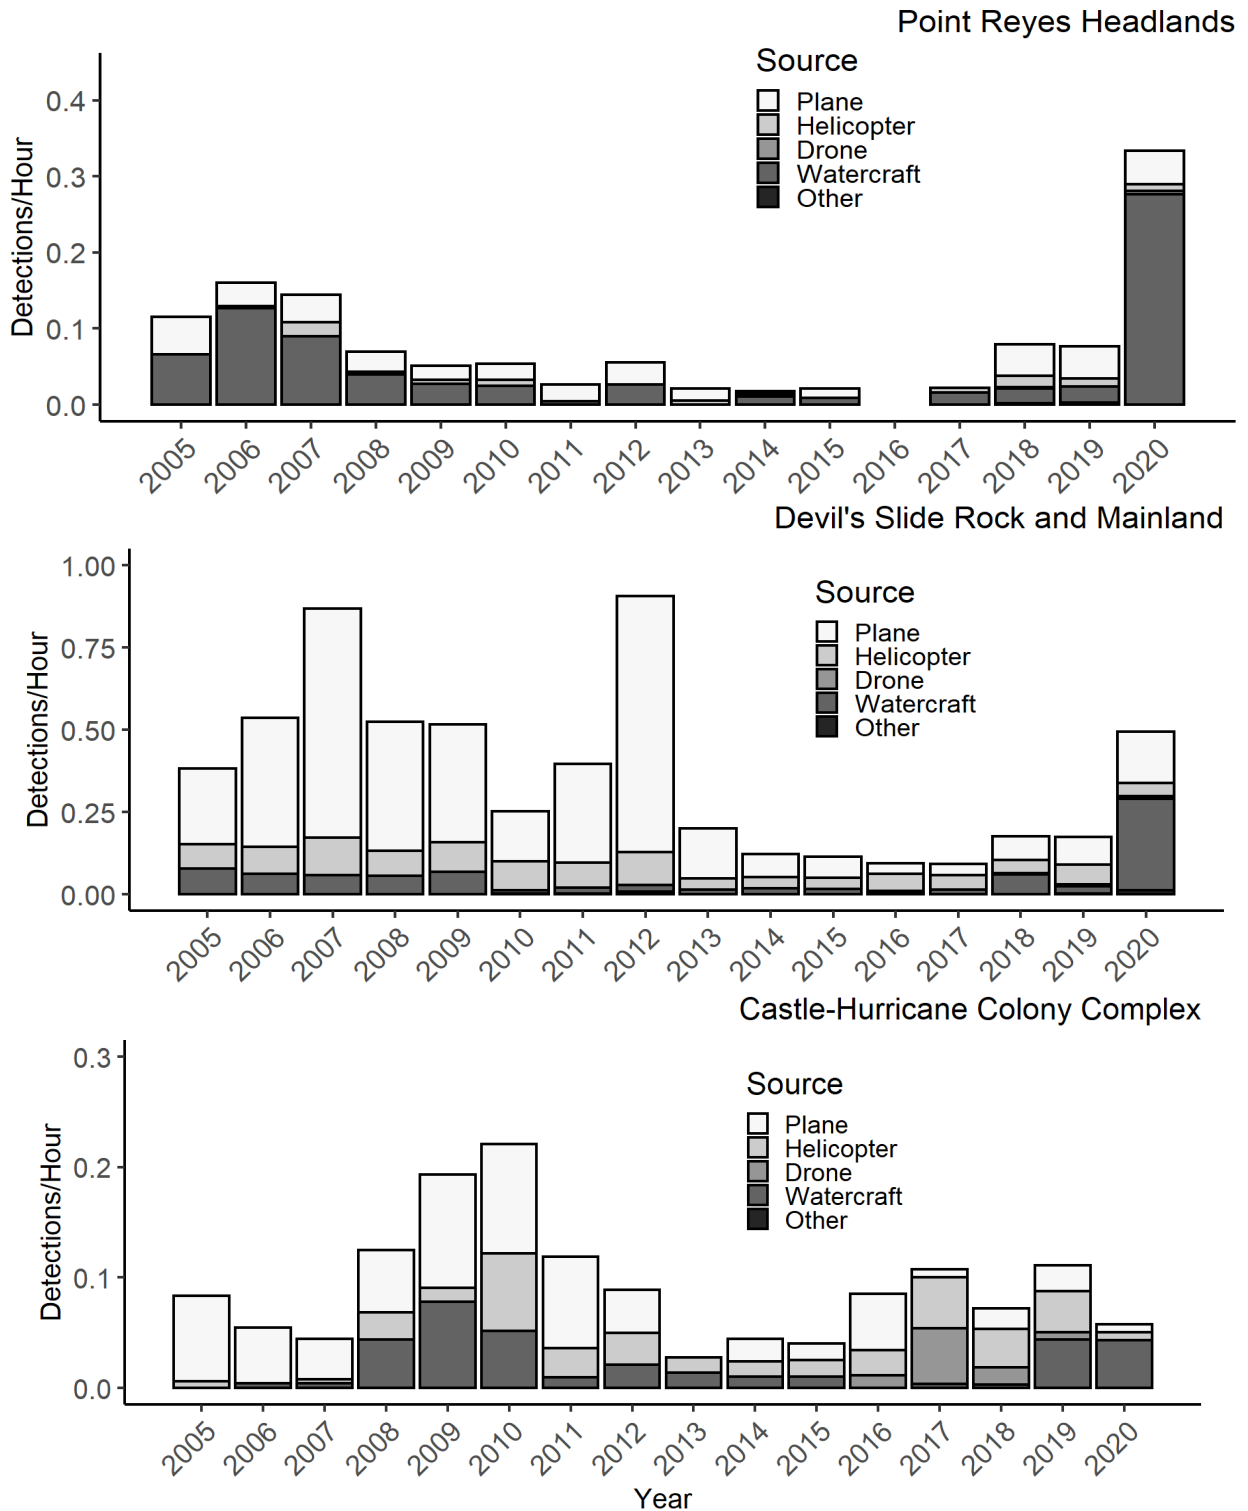 Point Reyes Headlands
Source
Plane
Helicopter
Drone
Watercraft
Other
Detections/Hour
0.4
0.3
0.2
0.1
0.0
2005 2006 2007 2008 2009 2010 2011 2012 2013 2014 2015 2016 2017 2018 2019 2020
Devil's Slide Rock and Mainland
Source
Plane
Helicopter
Drone
Watercraft
Other
Detections/Hour
1.00
0.75
0.50
0.25
0.00
2005 2006 2007 2008 2009 2010 2011 2012 2013 2014 2015 2016 2017 2018 2019 2020
Castle-Hurricane Colony Complex
Source
Plane
Helicopter
Drone
Watercraft
Other
Detections/Hour
0.3
0.2
0.1
0.0
2005 2006 2007 2008 2009 2010 2011 2012 2013 2014 2015 2016 2017 2018 2019 2020
Year